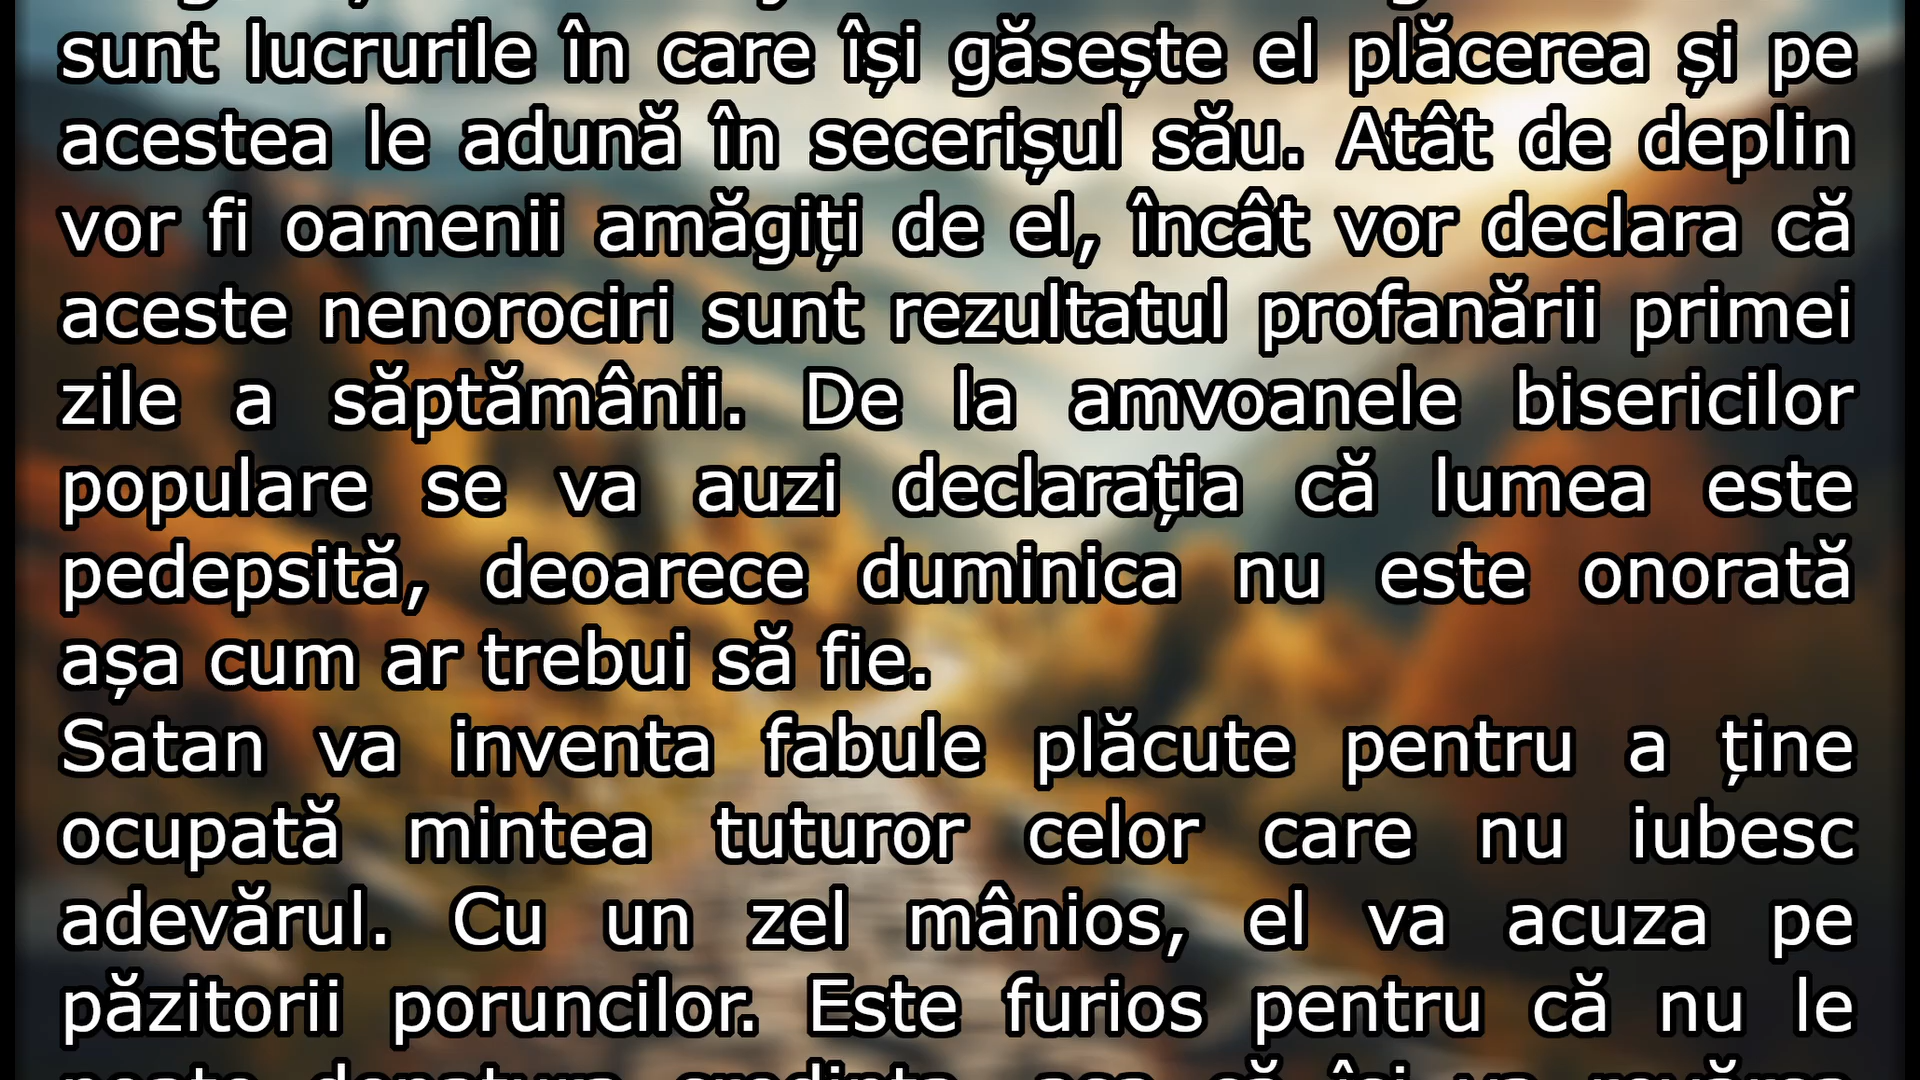 sunt lucrurile în care își găsește el plăcerea și pe
acestea le adună în secerișul său. Atât de deplin
vor fi oamenii amăgiți de el, încât vor declara că
aceste nenorociri sunt rezultatul profanării primei
zile a săptămânii. De la amvoanele bisericilor
populare se va auzi declarația că lumea este
pedepsită, deoarece duminica nu este onorată
așa cum ar trebui să fie.
Satan va inventa fabule plăcute pentru a ține
ocupată mintea tuturor celor care nu iubesc
adevărul. Cu un zel mânios, el va acuza pe
păzitorii poruncilor. Este furios pentru că nu le